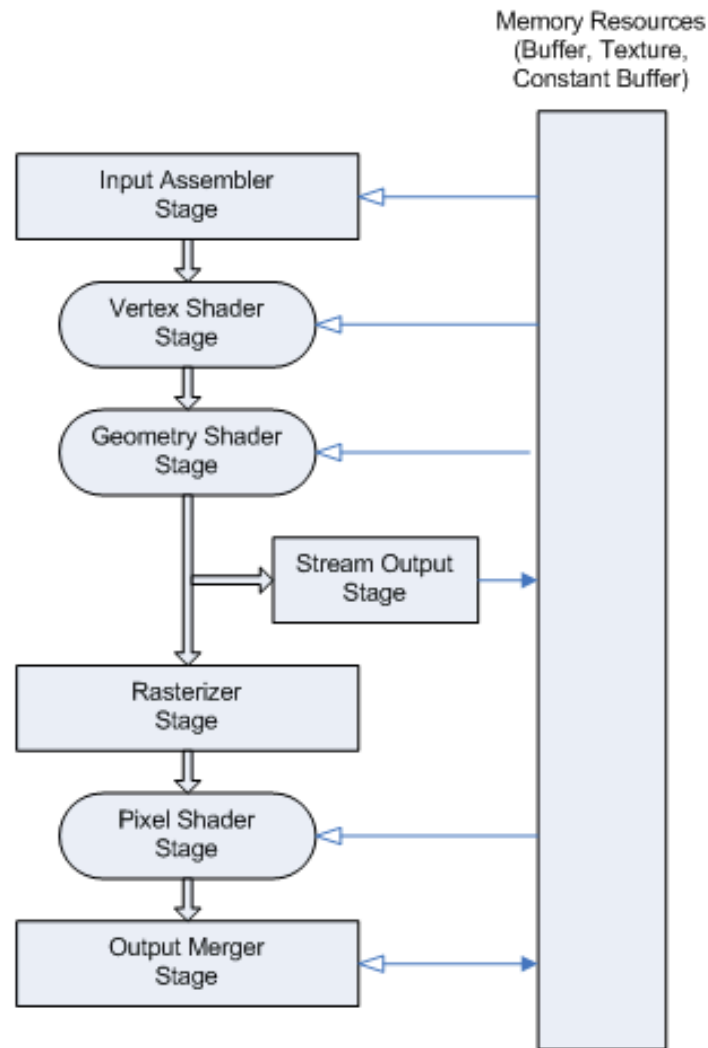 Memory Resources
(Buffer, Texture,
Constant Buffer)
Input Assembler
Stage
Vertex Shader
Stage
Geometry Shader
Stage
Stream Output
Stage
Rasterizer
Stage
Pixel Shader
Stage
Output Merger
Stage